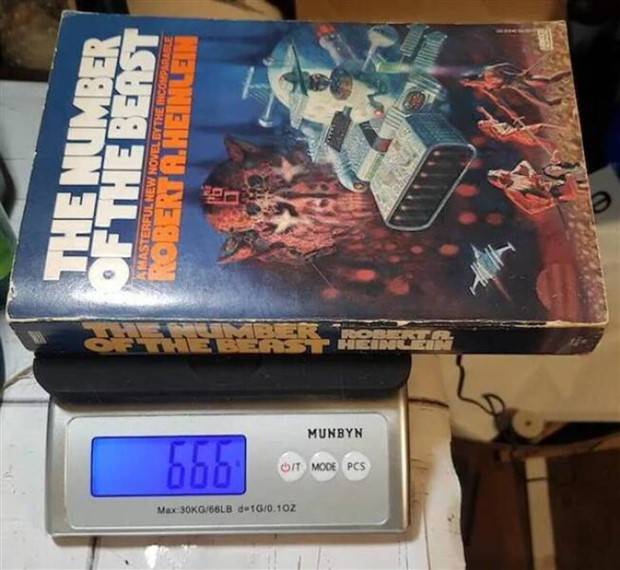 THE NUMBER
OF THE BEAST
A MASTERFUL NEW NOVEL BY THE INCOMPARABLE
ROBERT A. HEINLEIN
THE NUMBER
OF THE BEAST
ROBERT A.
HEINLEIN
MUNBYN
666
⏻/T MODE PCS
Max:30KG/66LB d=1G/0.1OZ